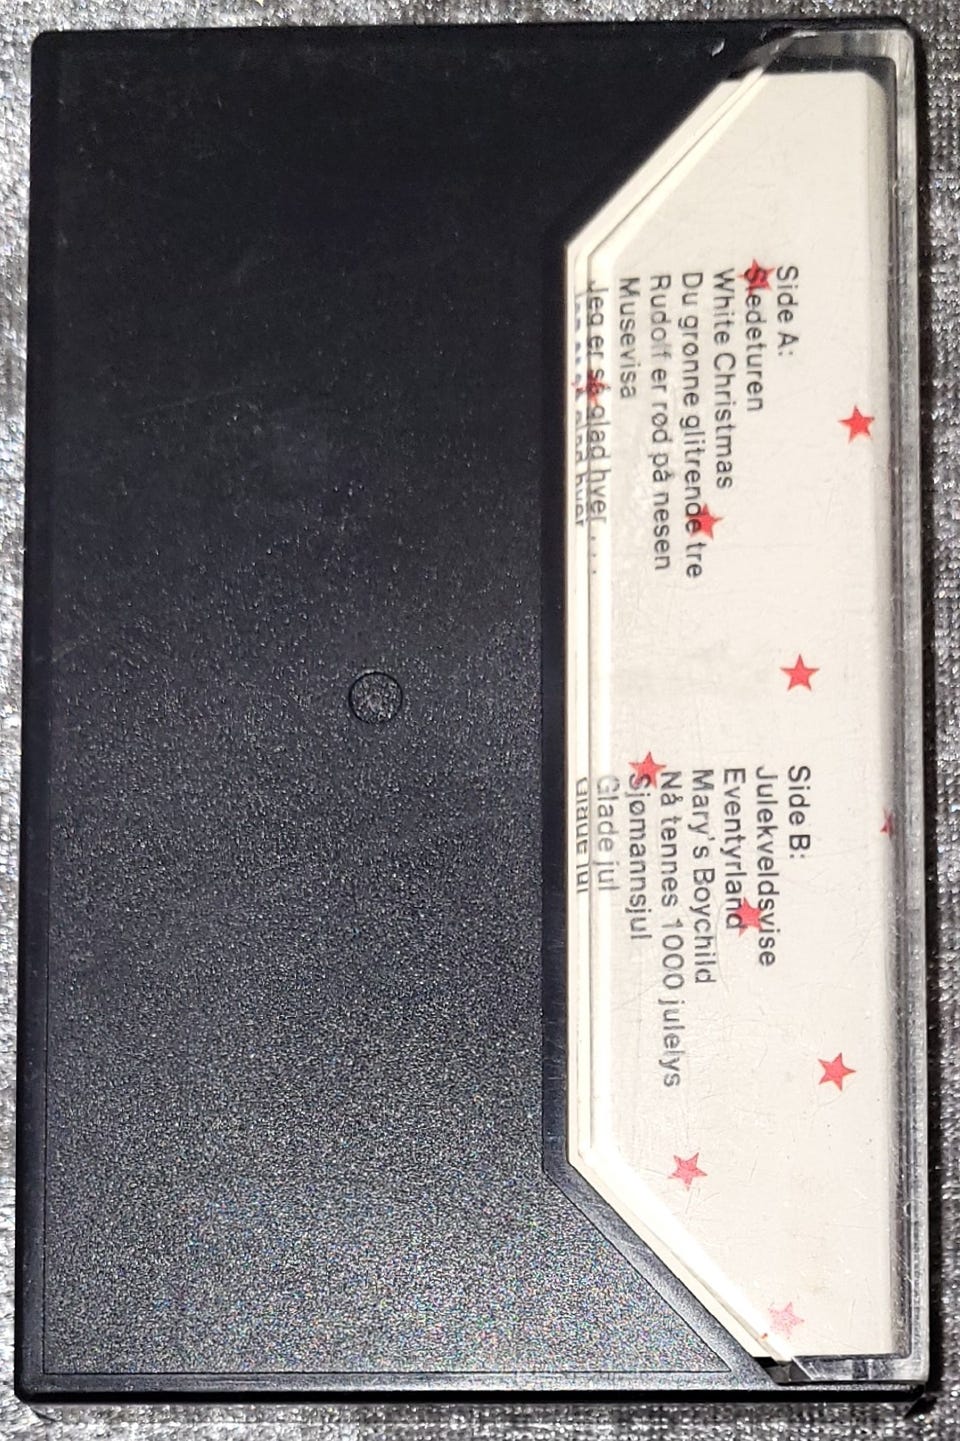 Side A:
Sledeturen
White Christmas
Du grønne glitrende tre
Rudolf er rød på nesen
Musevisa
Jeg er så glad hver . . .
Side B:
Julekveldsvise
Eventyrland
Mary's Boychild
Nå tennes 1000 julelys
Sjømannsjul
Glade jul